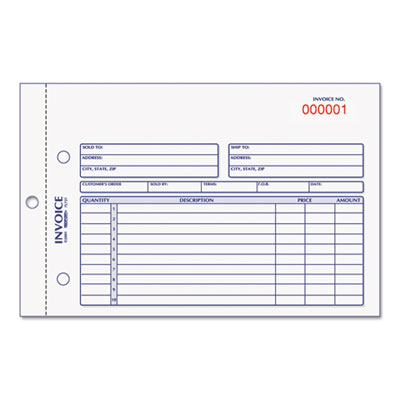 INVOICE NO.
000001
SOLD TO:
SHIP TO:
ADDRESS:
ADDRESS:
CITY, STATE, ZIP
CITY, STATE, ZIP
CUSTOMER'S ORDER
SOLD BY:
TERMS:
F.O.B.
DATE:
QUANTITY
DESCRIPTION
PRICE
AMOUNT
1
2
3
4
5
6
7
8
9
10
INVOICE